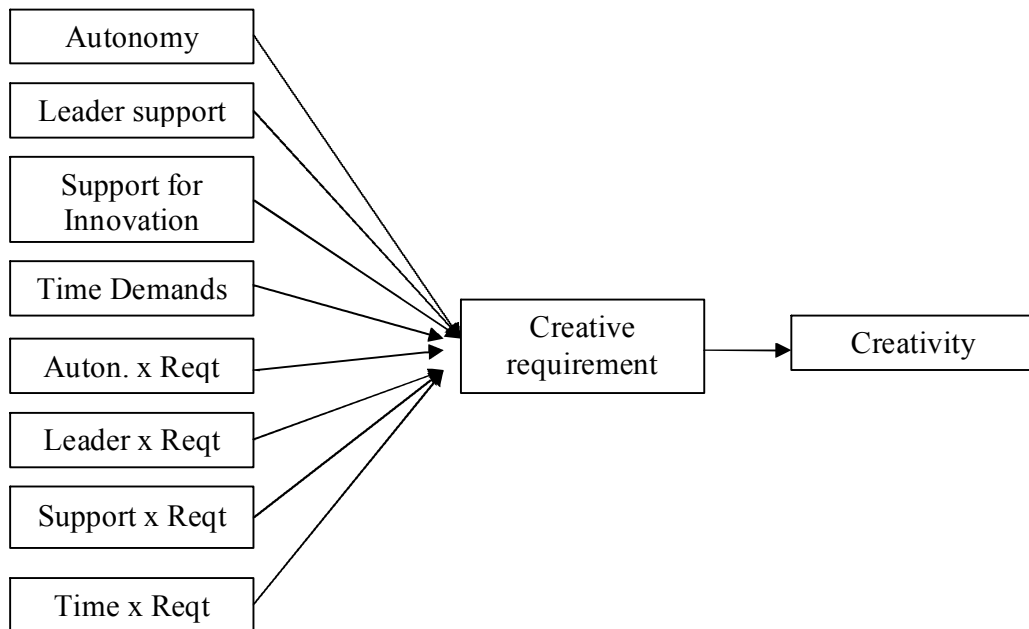 Autonomy
Leader support
Support for
Innovation
Time Demands
Auton. x Reqt
Leader x Reqt
Support x Reqt
Time x Reqt
Creative
requirement
Creativity